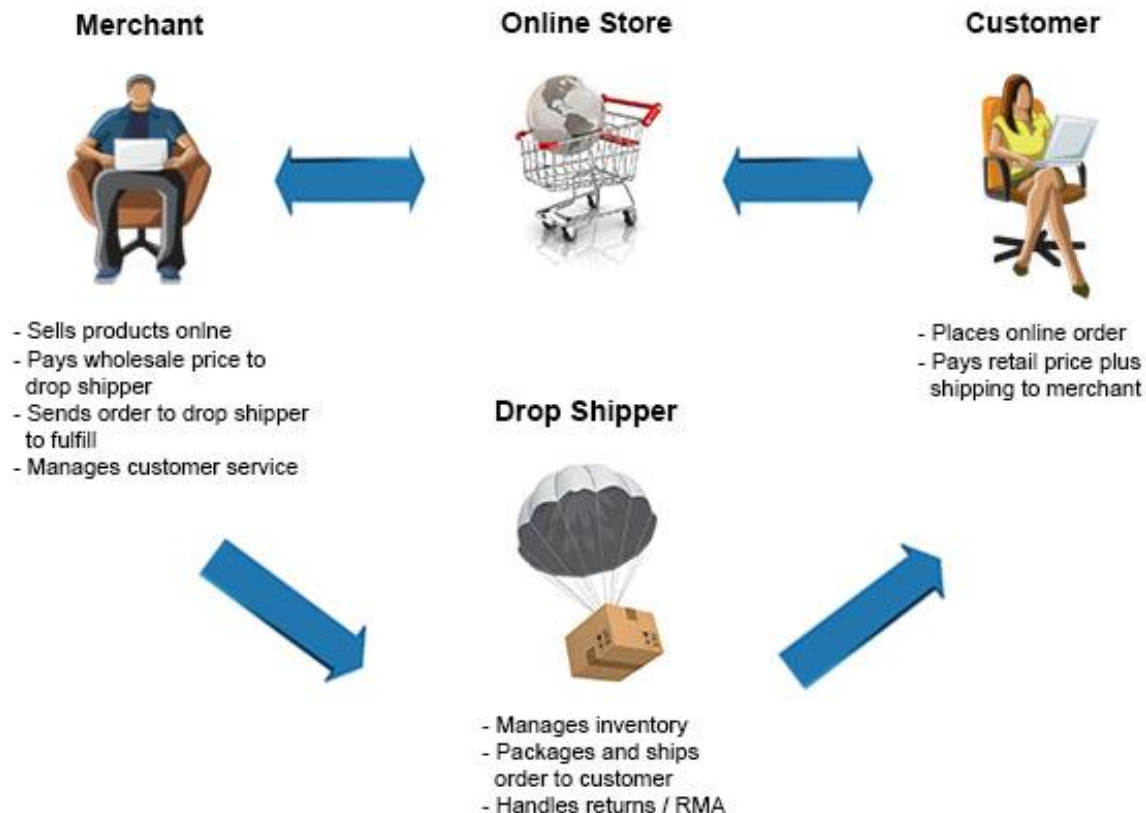 Merchant
Online Store
Customer
- Sells products onlne
- Pays wholesale price to
drop shipper
- Sends order to drop shipper
to fulfill
- Manages customer service
- Places online order
- Pays retail price plus
shipping to merchant
Drop Shipper
- Manages inventory
- Packages and ships
order to customer
- Handles returns / RMA